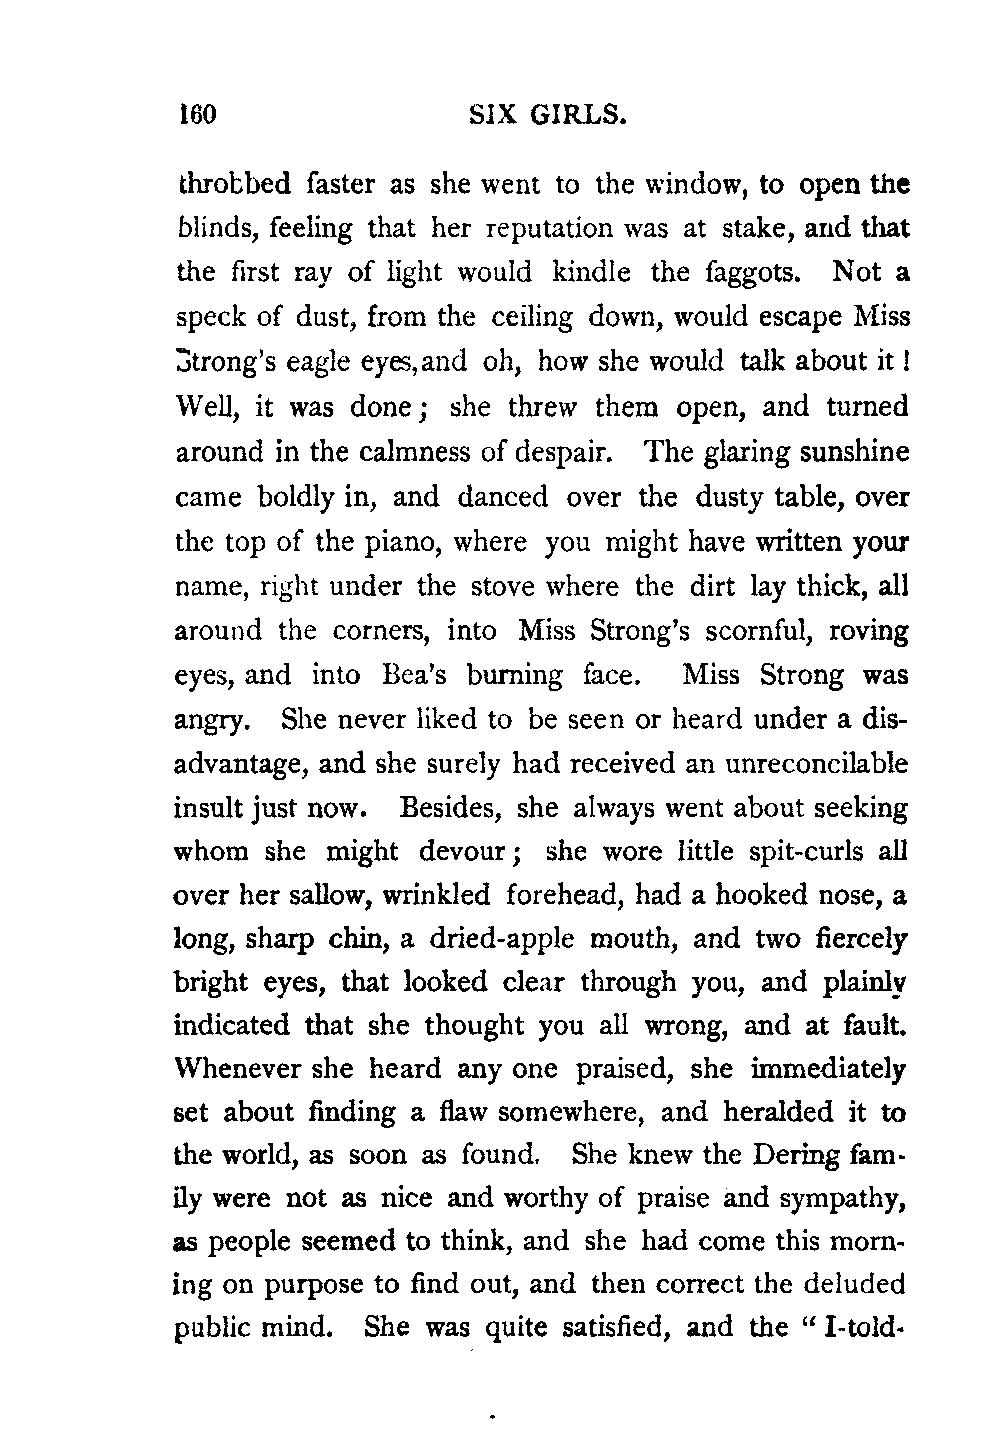 160 SIX GIRLS.
throbbed faster as she went to the window, to open the
blinds, feeling that her reputation was at stake, and that
the first ray of light would kindle the faggots. Not a
speck of dust, from the ceiling down, would escape Miss
Strong's eagle eyes, and oh, how she would talk about it !
Well, it was done ; she threw them open, and turned
around in the calmness of despair. The glaring sunshine
came boldly in, and danced over the dusty table, over
the top of the piano, where you might have written your
name, right under the stove where the dirt lay thick, all
around the corners, into Miss Strong's scornful, roving
eyes, and into Bea's burning face. Miss Strong was
angry. She never liked to be seen or heard under a dis-
advantage, and she surely had received an unreconcilable
insult just now. Besides, she always went about seeking
whom she might devour ; she wore little spit-curls all
over her sallow, wrinkled forehead, had a hooked nose, a
long, sharp chin, a dried-apple mouth, and two fiercely
bright eyes, that looked clear through you, and plainly
indicated that she thought you all wrong, and at fault.
Whenever she heard any one praised, she immediately
set about finding a flaw somewhere, and heralded it to
the world, as soon as found. She knew the Dering fam-
ily were not as nice and worthy of praise and sympathy,
as people seemed to think, and she had come this morn-
ing on purpose to find out, and then correct the deluded
public mind. She was quite satisfied, and the " I-told-